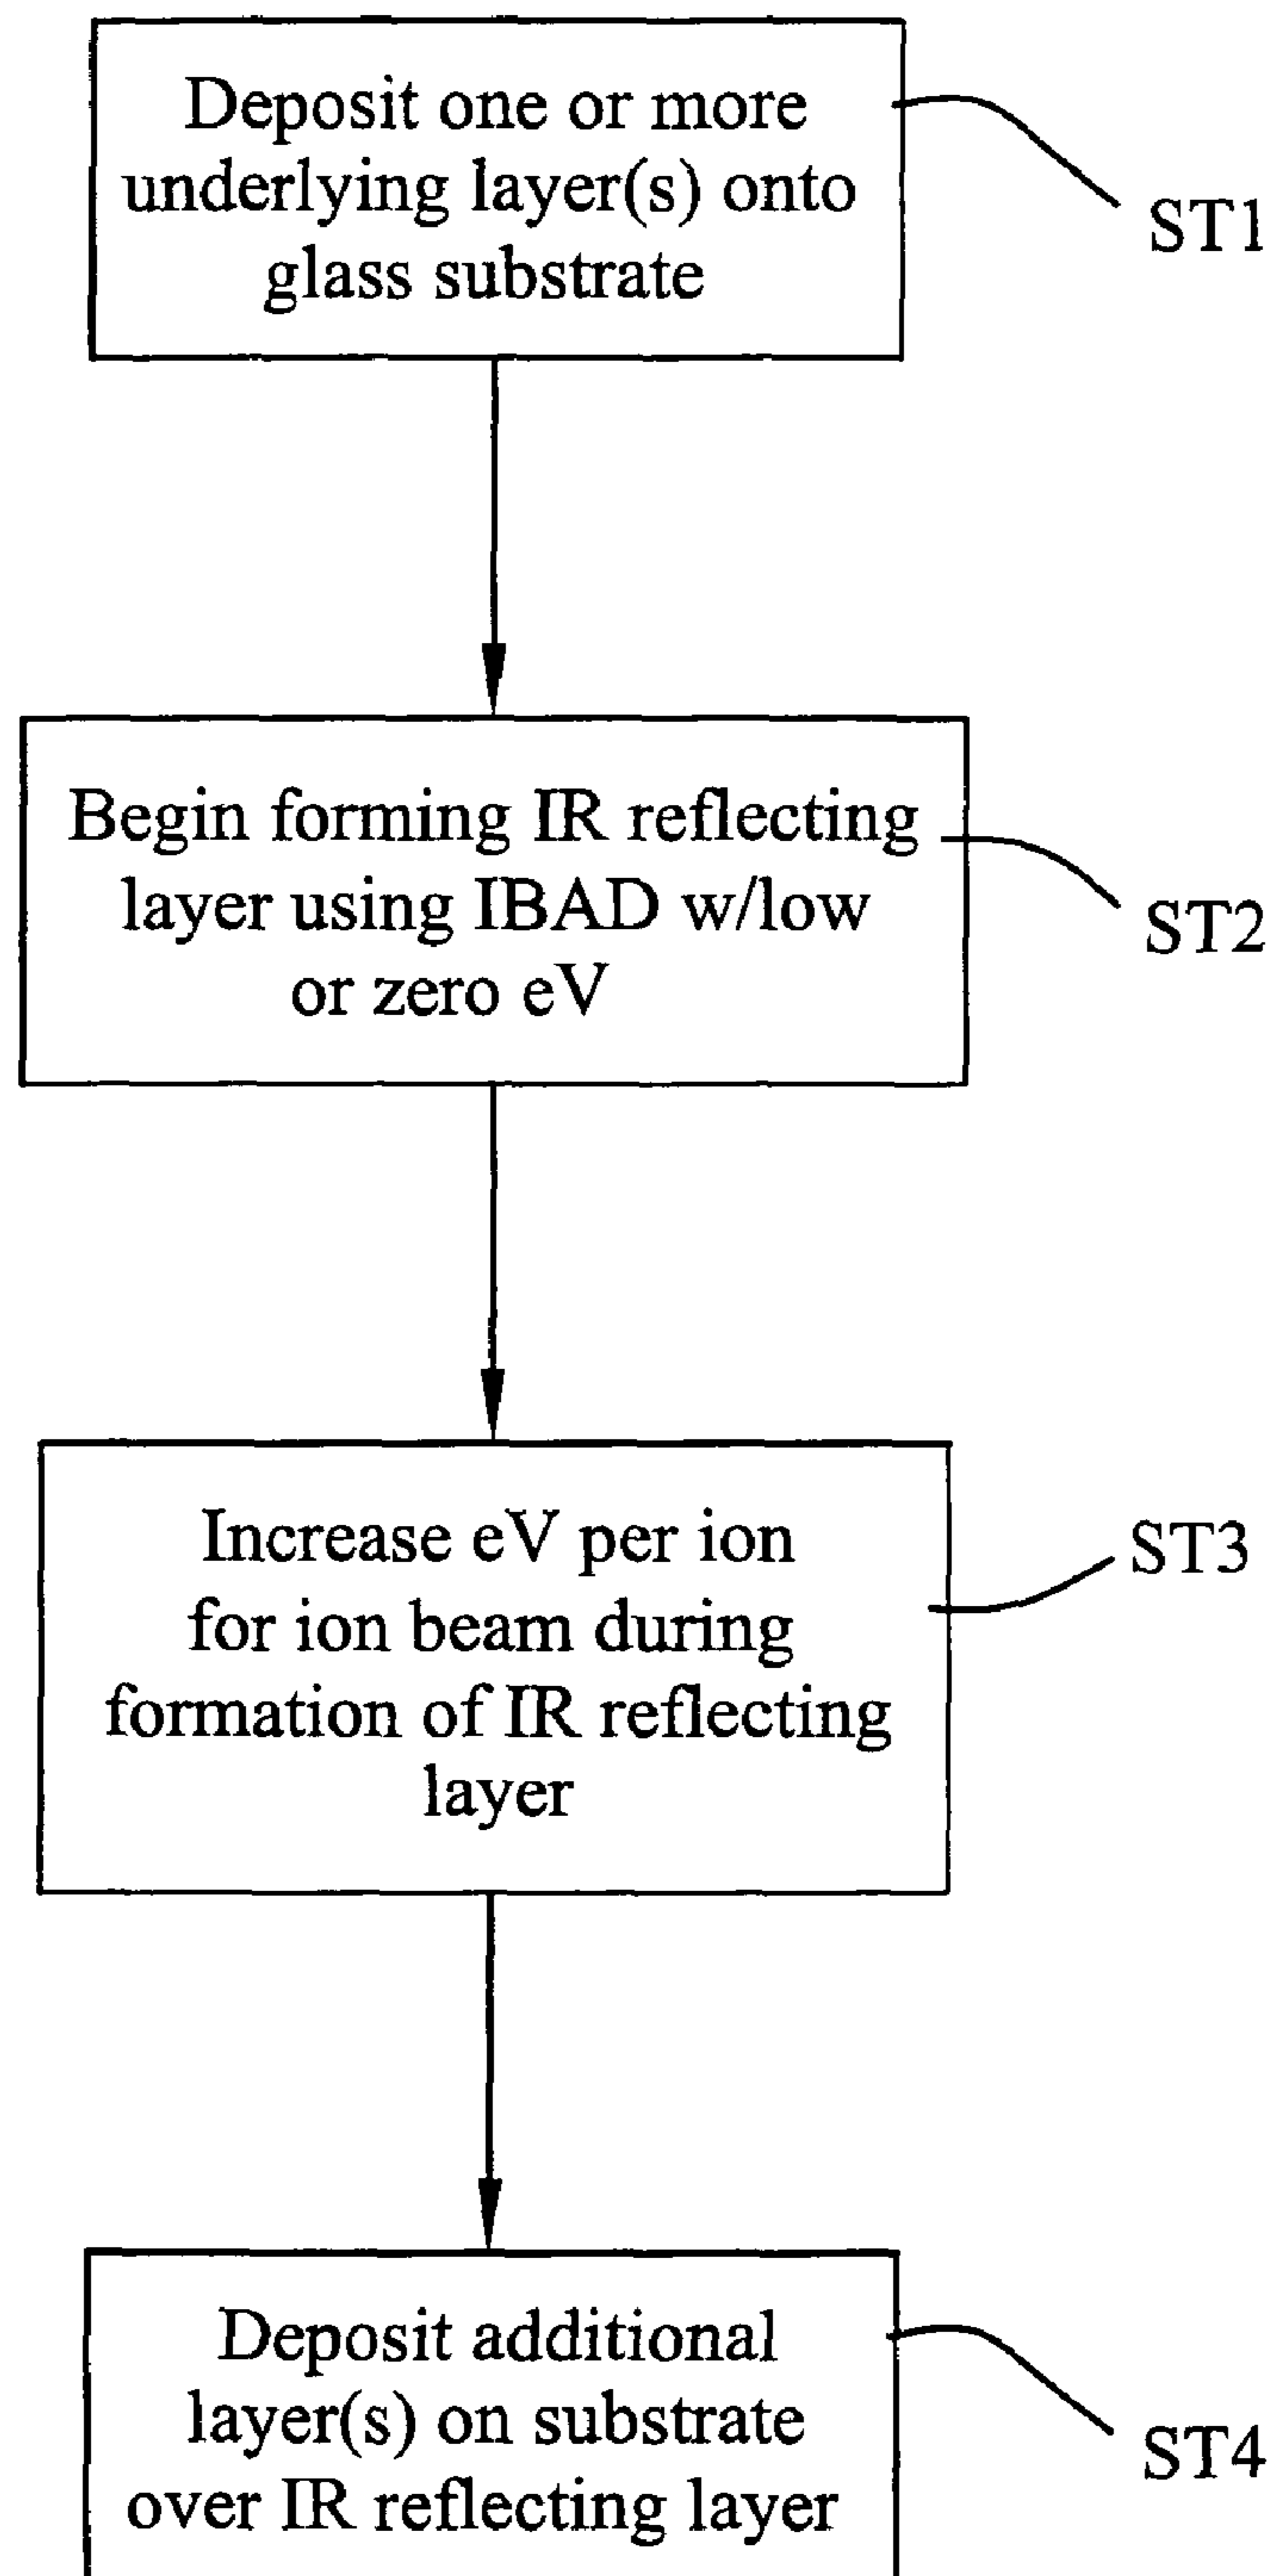 Deposit one or more
underlying layer(s) onto
glass substrate
ST1
Begin forming IR reflecting
layer using IBAD w/low
or zero eV
ST2
Increase eV per ion
for ion beam during
formation of IR reflecting
layer
ST3
Deposit additional
layer(s) on substrate
over IR reflecting layer
ST4